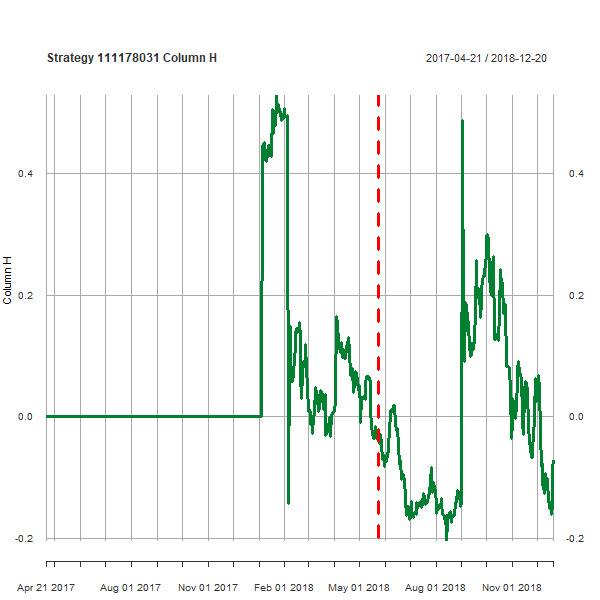 Strategy 111178031 Column H
2017-04-21 / 2018-12-20
0.4
0.4
0.2
0.2
0.0
0.0
-0.2
-0.2
Column H
Apr 21 2017
Aug 01 2017
Nov 01 2017
Feb 01 2018
May 01 2018
Aug 01 2018
Nov 01 2018